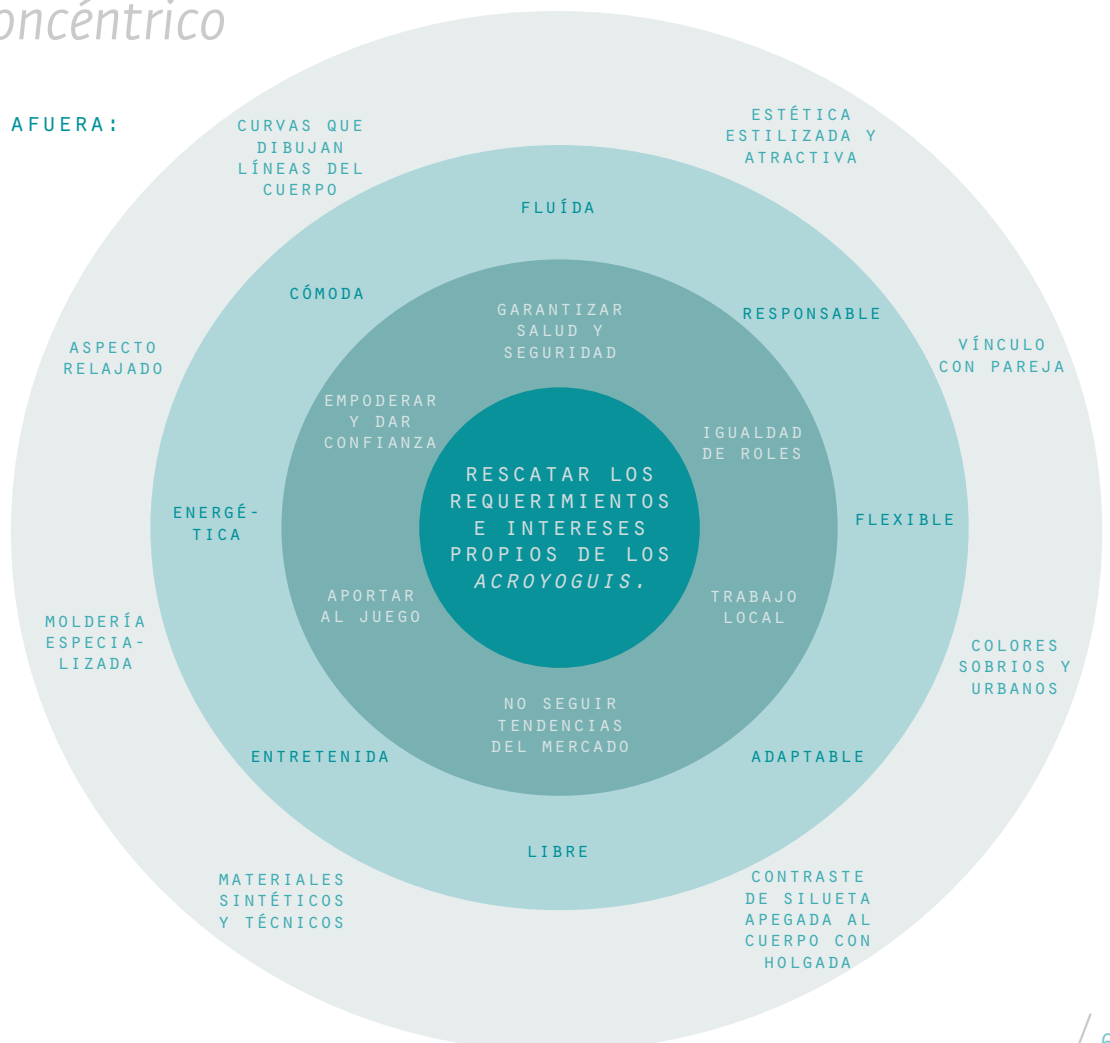 oncéntrico
AFUERA:
CURVAS QUE
DIBUJAN
LÍNEAS DEL
CUERPO
ESTÉTICA
ESTILIZADA Y
ATRACTIVA
FLUÍDA
CÓMODA
RESPONSABLE
GARANTIZAR
SALUD Y
SEGURIDAD
ASPECTO
RELAJADO
VÍNCULO
CON PAREJA
EMPODERAR
Y DAR
CONFIANZA
IGUALDAD
DE ROLES
RESCATAR LOS
REQUERIMIENTOS
E INTERESES
PROPIOS DE LOS
ACROYOGUIS.
ENERGÉ-
TICA
FLEXIBLE
APORTAR
AL JUEGO
TRABAJO
LOCAL
MOLDERÍA
ESPECIA-
LIZADA
COLORES
SOBRIOS Y
URBANOS
NO SEGUIR
TENDENCIAS
DEL MERCADO
ENTRETENIDA
ADAPTABLE
LIBRE
MATERIALES
SINTÉTICOS
Y TÉCNICOS
CONTRASTE
DE SILUETA
APEGADA AL
CUERPO CON
HOLGADA
/